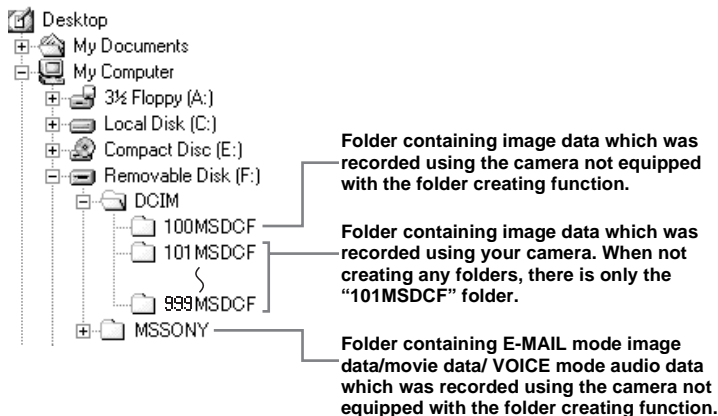 Desktop
My Documents
My Computer
3½ Floppy (A:)
Local Disk (C:)
Compact Disc (E:)
Removable Disk (F:)
DCIM
100MSDCF
101MSDCF
999MSDCF
MSSONY
Folder containing image data which was
recorded using the camera not equipped
with the folder creating function.
Folder containing image data which was
recorded using your camera. When not
creating any folders, there is only the
“101MSDCF” folder.
Folder containing E-MAIL mode image
data/movie data/ VOICE mode audio data
which was recorded using the camera not
equipped with the folder creating function.